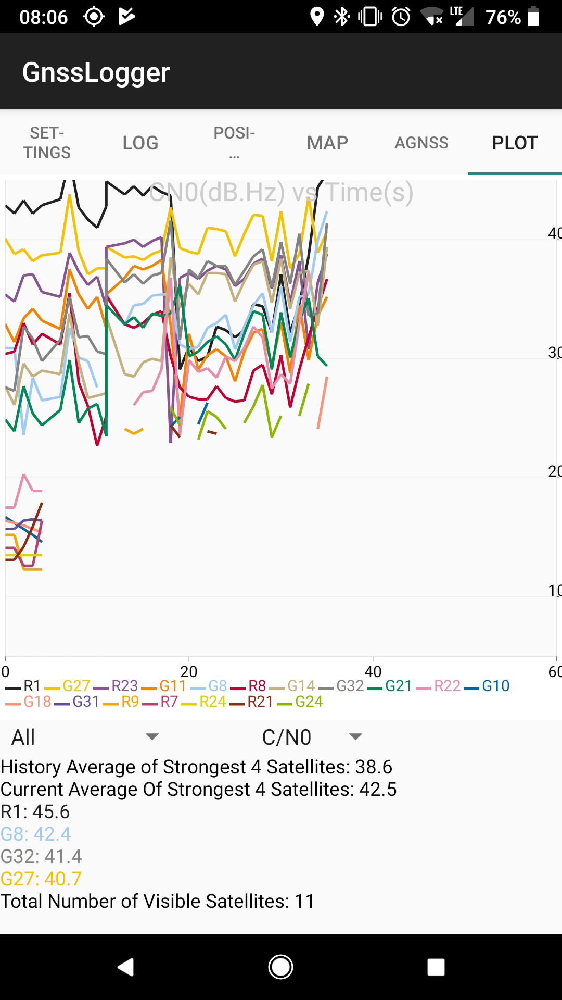 08:06 LTE 76%
GnssLogger
SET-
TINGS
LOG
POSI-
...
MAP
AGNSS
PLOT
CN0(dB.Hz) vs Time(s)
40
30
20
10
0 20 40 60
R1 G27 R23 G11 G8 R8 G14 G32 G21 R22 G10
G18 G31 R9 R7 R24 R21 G24
All C/N0
History Average of Strongest 4 Satellites: 38.6
Current Average Of Strongest 4 Satellites: 42.5
R1: 45.6
G8: 42.4
G32: 41.4
G27: 40.7
Total Number of Visible Satellites: 11